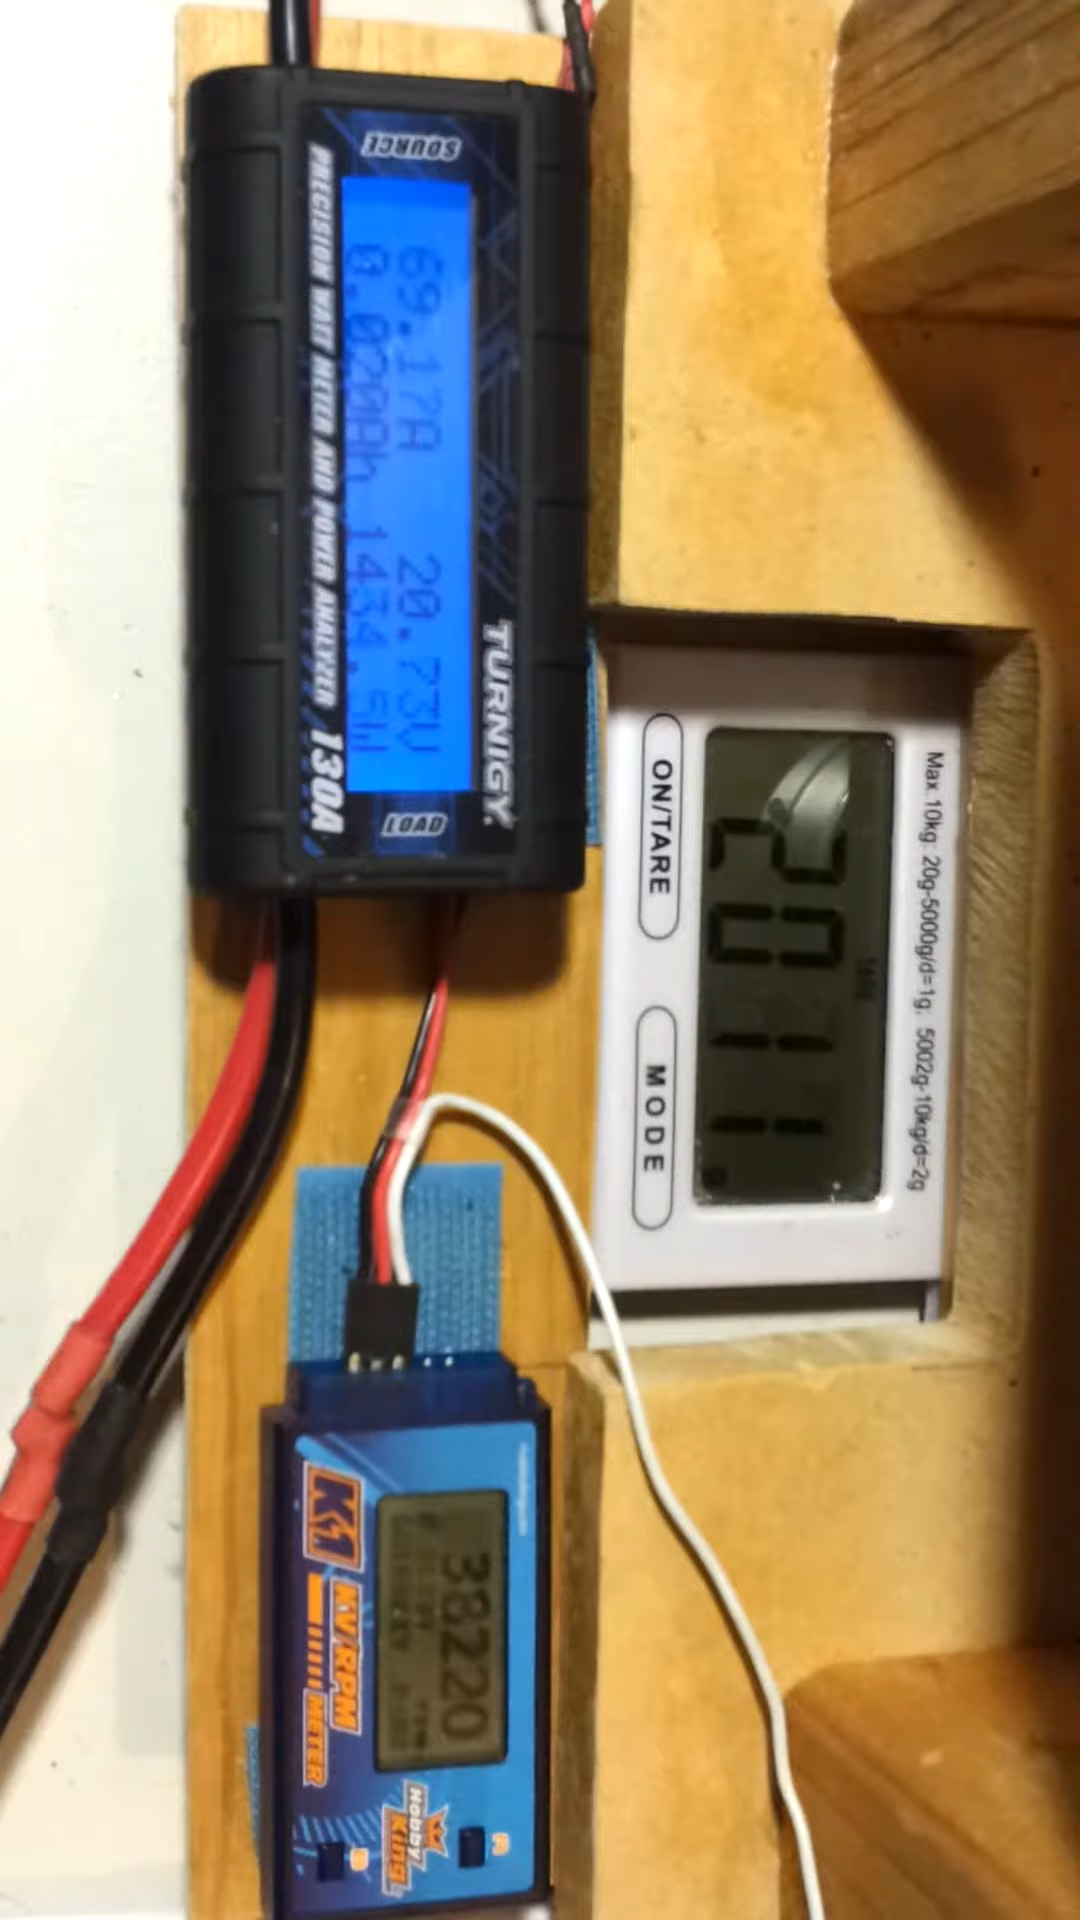 SOURCE
69.17A 20.73V
0.020Ah 1434.5W
PRECISION WATT METER AND POWER ANALYZER 130A
TURNIGY
LOAD
Max 10kg: 20g-5000g/d=1g; 5002g-10kg/d=2g
TARE
2011
ON/TARE
MODE
38220
K1
KV/RPM
METER
Hobby
King
A
B